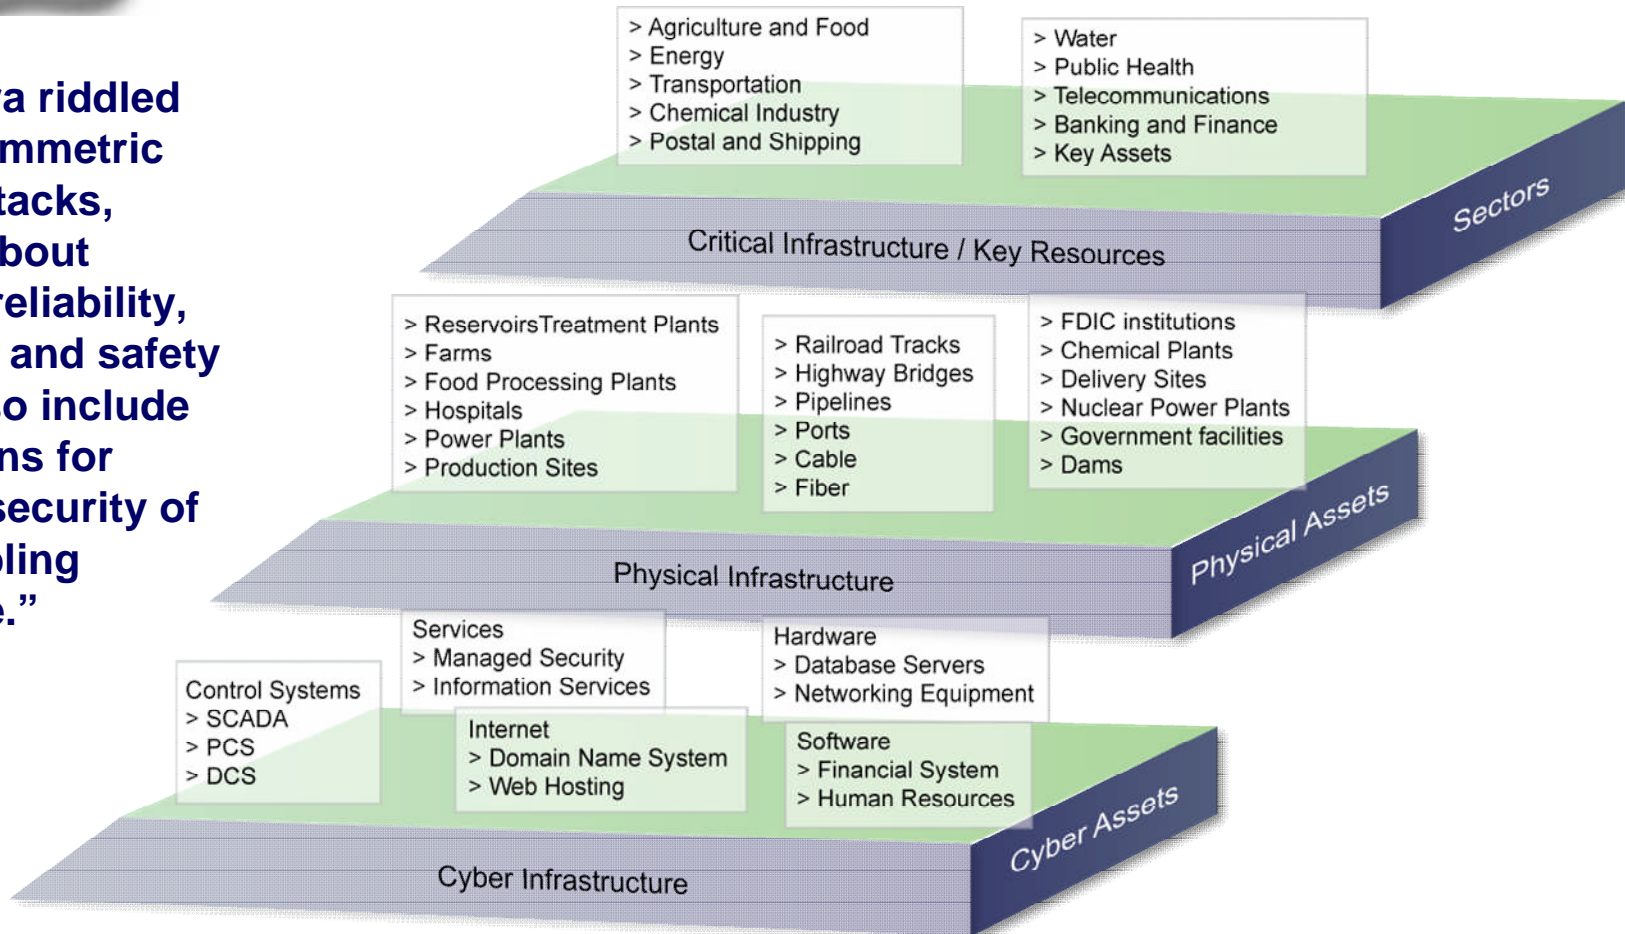 riddled
mmetric
tacks,
bout
reliability,
and safety
so include
ns for
security of
bling
e.”
> Agriculture and Food
> Energy
> Transportation
> Chemical Industry
> Postal and Shipping
> Water
> Public Health
> Telecommunications
> Banking and Finance
> Key Assets
Critical Infrastructure / Key Resources
Sectors
> ReservoirsTreatment Plants
> Farms
> Food Processing Plants
> Hospitals
> Power Plants
> Production Sites
> Railroad Tracks
> Highway Bridges
> Pipelines
> Ports
> Cable
> Fiber
> FDIC institutions
> Chemical Plants
> Delivery Sites
> Nuclear Power Plants
> Government facilities
> Dams
Physical Infrastructure
Physical Assets
Control Systems
> SCADA
> PCS
> DCS
Services
> Managed Security
> Information Services
Internet
> Domain Name System
> Web Hosting
Hardware
> Database Servers
> Networking Equipment
Software
> Financial System
> Human Resources
Cyber Infrastructure
Cyber Assets